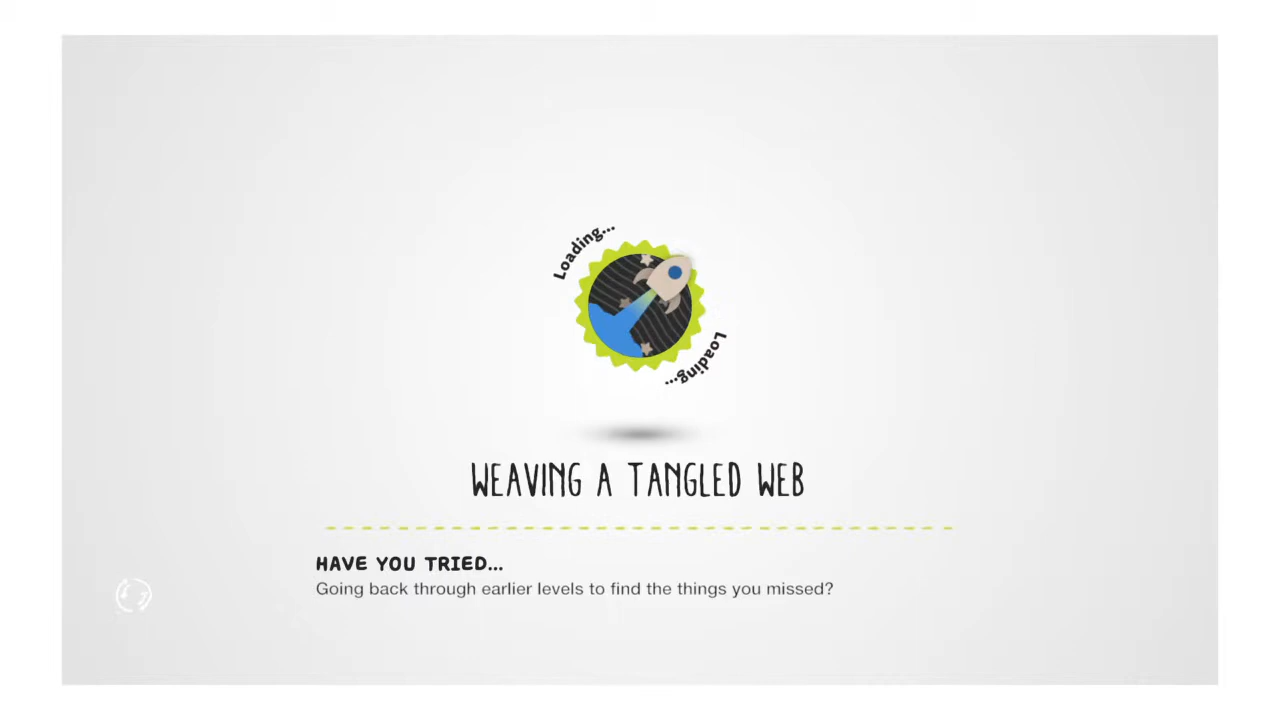 Loading...
Loading...
WEAVING A TANGLED WEB
HAVE YOU TRIED...
Going back through earlier levels to find the things you missed?